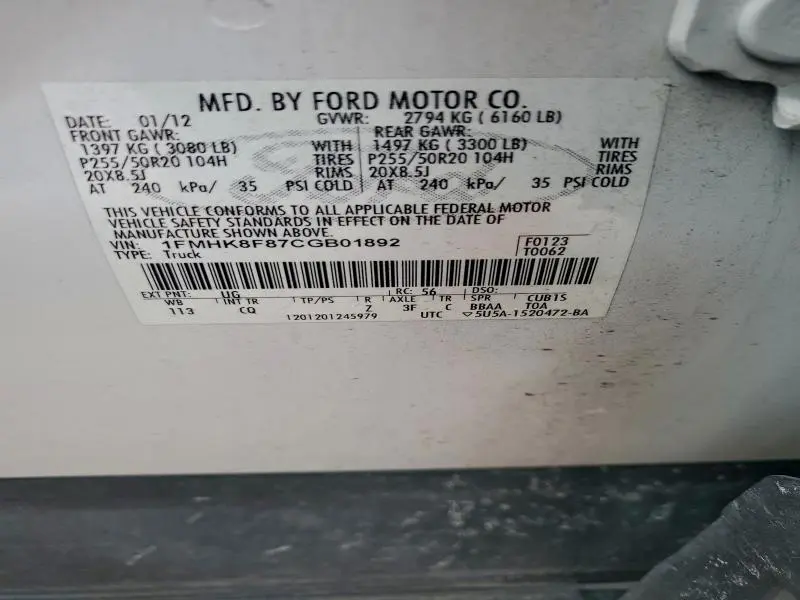 MFD. BY FORD MOTOR CO.
DATE: 01/12 GVWR: 2794 KG ( 6160 LB)
FRONT GAWR: REAR GAWR:
1397 KG ( 3080 LB) WITH 1497 KG ( 3300 LB) WITH
P255/50R20 104H TIRES P255/50R20 104H TIRES
20X8.5J RIMS 20X8.5J RIMS
AT 240 kPa/ 35 PSI COLD AT 240 kPa/ 35 PSI COLD
THIS VEHICLE CONFORMS TO ALL APPLICABLE FEDERAL MOTOR
VEHICLE SAFETY STANDARDS IN EFFECT ON THE DATE OF
MANUFACTURE SHOWN ABOVE.
VIN: 1FMHK8F87CGB01892 F0123
TYPE: Truck T0062
EXT PNT: UG RC: 56 DSO:
WB INT TR TP/PS R AXLE TR SPR CUB1S
113 CQ Z 3F C BBAA TOA
1201201245979 UTC ▽5U5A-1520472-BA